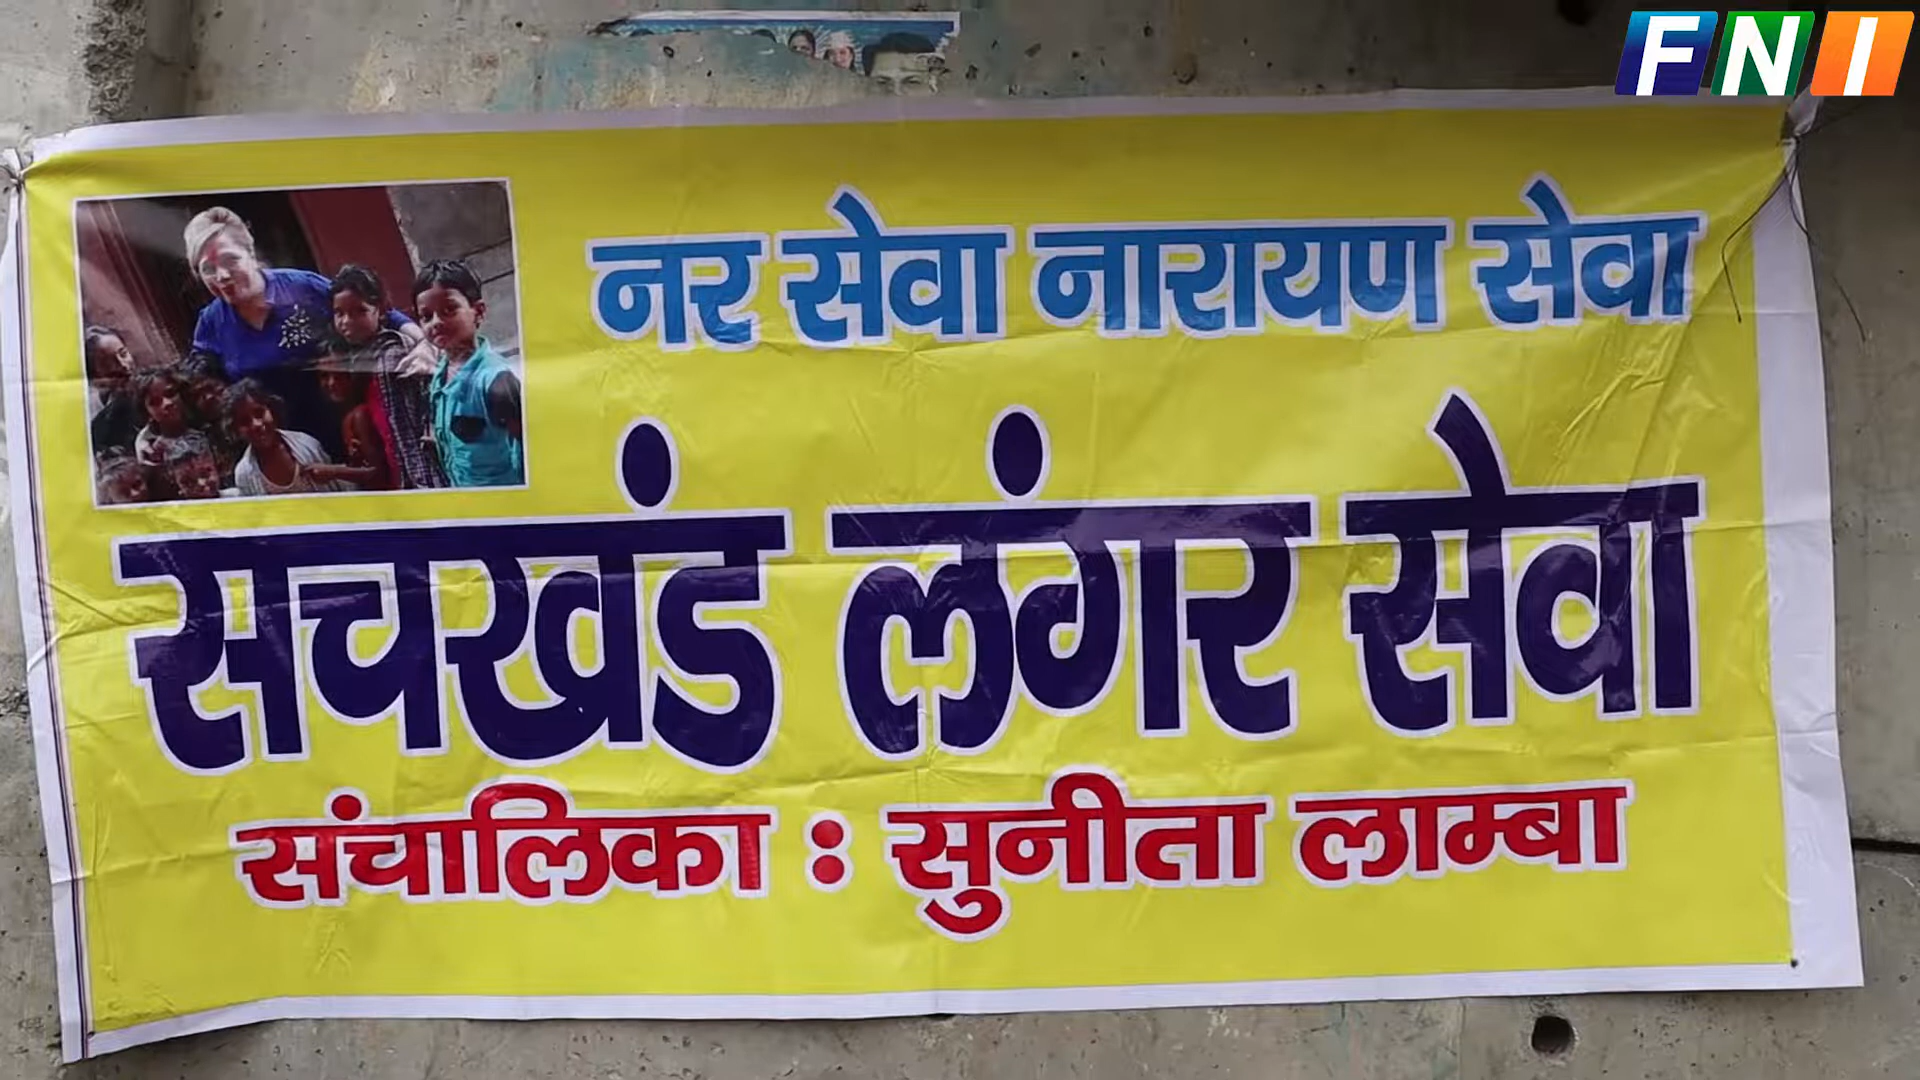 FNI
नर सेवा नारायण सेवा
सचखंड लंगर सेवा
संचालिका : सुनीता लाम्बा